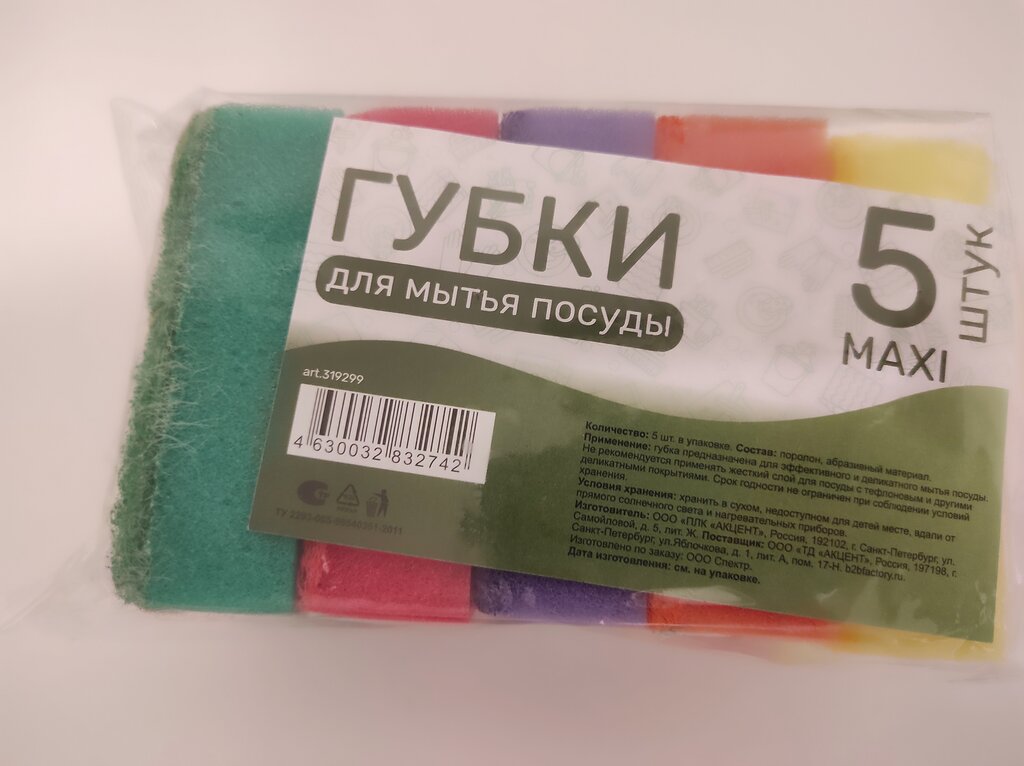 ГУБКИ
для мытья посуды
5
ШТУК
MAXI
art.319299
4 630032 832742
Количество: 5 шт. в упаковке. Состав: поролон, абразивный материал.
Применение: губка предназначена для эффективного и деликатного мытья посуды.
Не рекомендуется применять жесткий слой для посуды с тефлоновым и другими
деликатными покрытиями. Срок годности не ограничен при соблюдении условий
хранения.
Условия хранения: хранить в сухом, недоступном для детей месте, вдали от
прямого солнечного света и нагревательных приборов.
Изготовитель: ООО «ПЛК «АКЦЕНТ», Россия, 192102, г. Санкт-Петербург, ул.
Самойловой, д. 5, лит. Ж. Поставщик: ООО «ТД «АКЦЕНТ», Россия, 197198, г.
Санкт-Петербург, ул.Яблочкова, д. 1, лит. А, пом. 17-Н. b2bfactory.ru.
Изготовлено по заказу: ООО Спектр.
Дата изготовления: см. на упаковке.